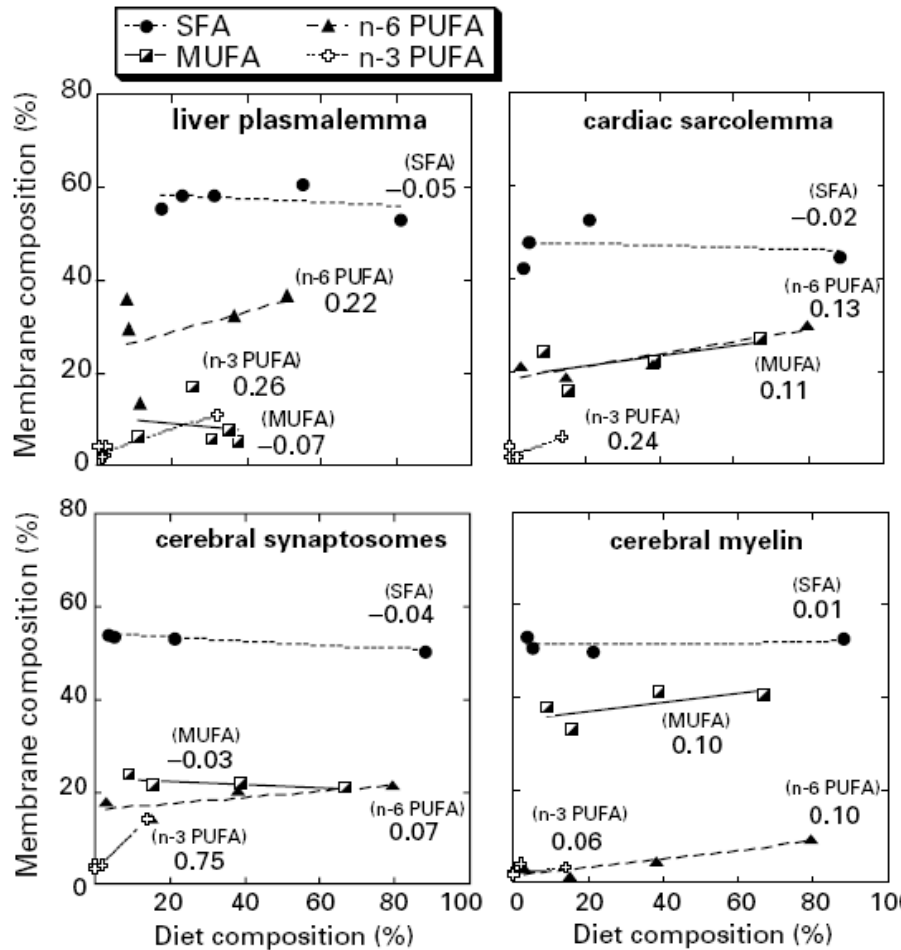 SFA n-6 PUFA
MUFA n-3 PUFA
Membrane composition (%)
80
60
40
20
0
liver plasmalemma
(SFA)
−0.05
(n-6 PUFA)
0.22
(n-3 PUFA)
0.26
(MUFA)
−0.07
cardiac sarcolemma
(SFA)
−0.02
(n-6 PUFA)
0.13
(MUFA)
0.11
(n-3 PUFA)
0.24
Membrane composition (%)
80
60
40
20
0
cerebral synaptosomes
(SFA)
−0.04
(MUFA)
−0.03
(n-3 PUFA)
0.75
(n-6 PUFA)
0.07
20 40 60 80 100
Diet composition (%)
cerebral myelin
(SFA)
0.01
(MUFA)
0.10
(n-3 PUFA)
0.06
(n-6 PUFA)
0.10
0 20 40 60 80 100
Diet composition (%)